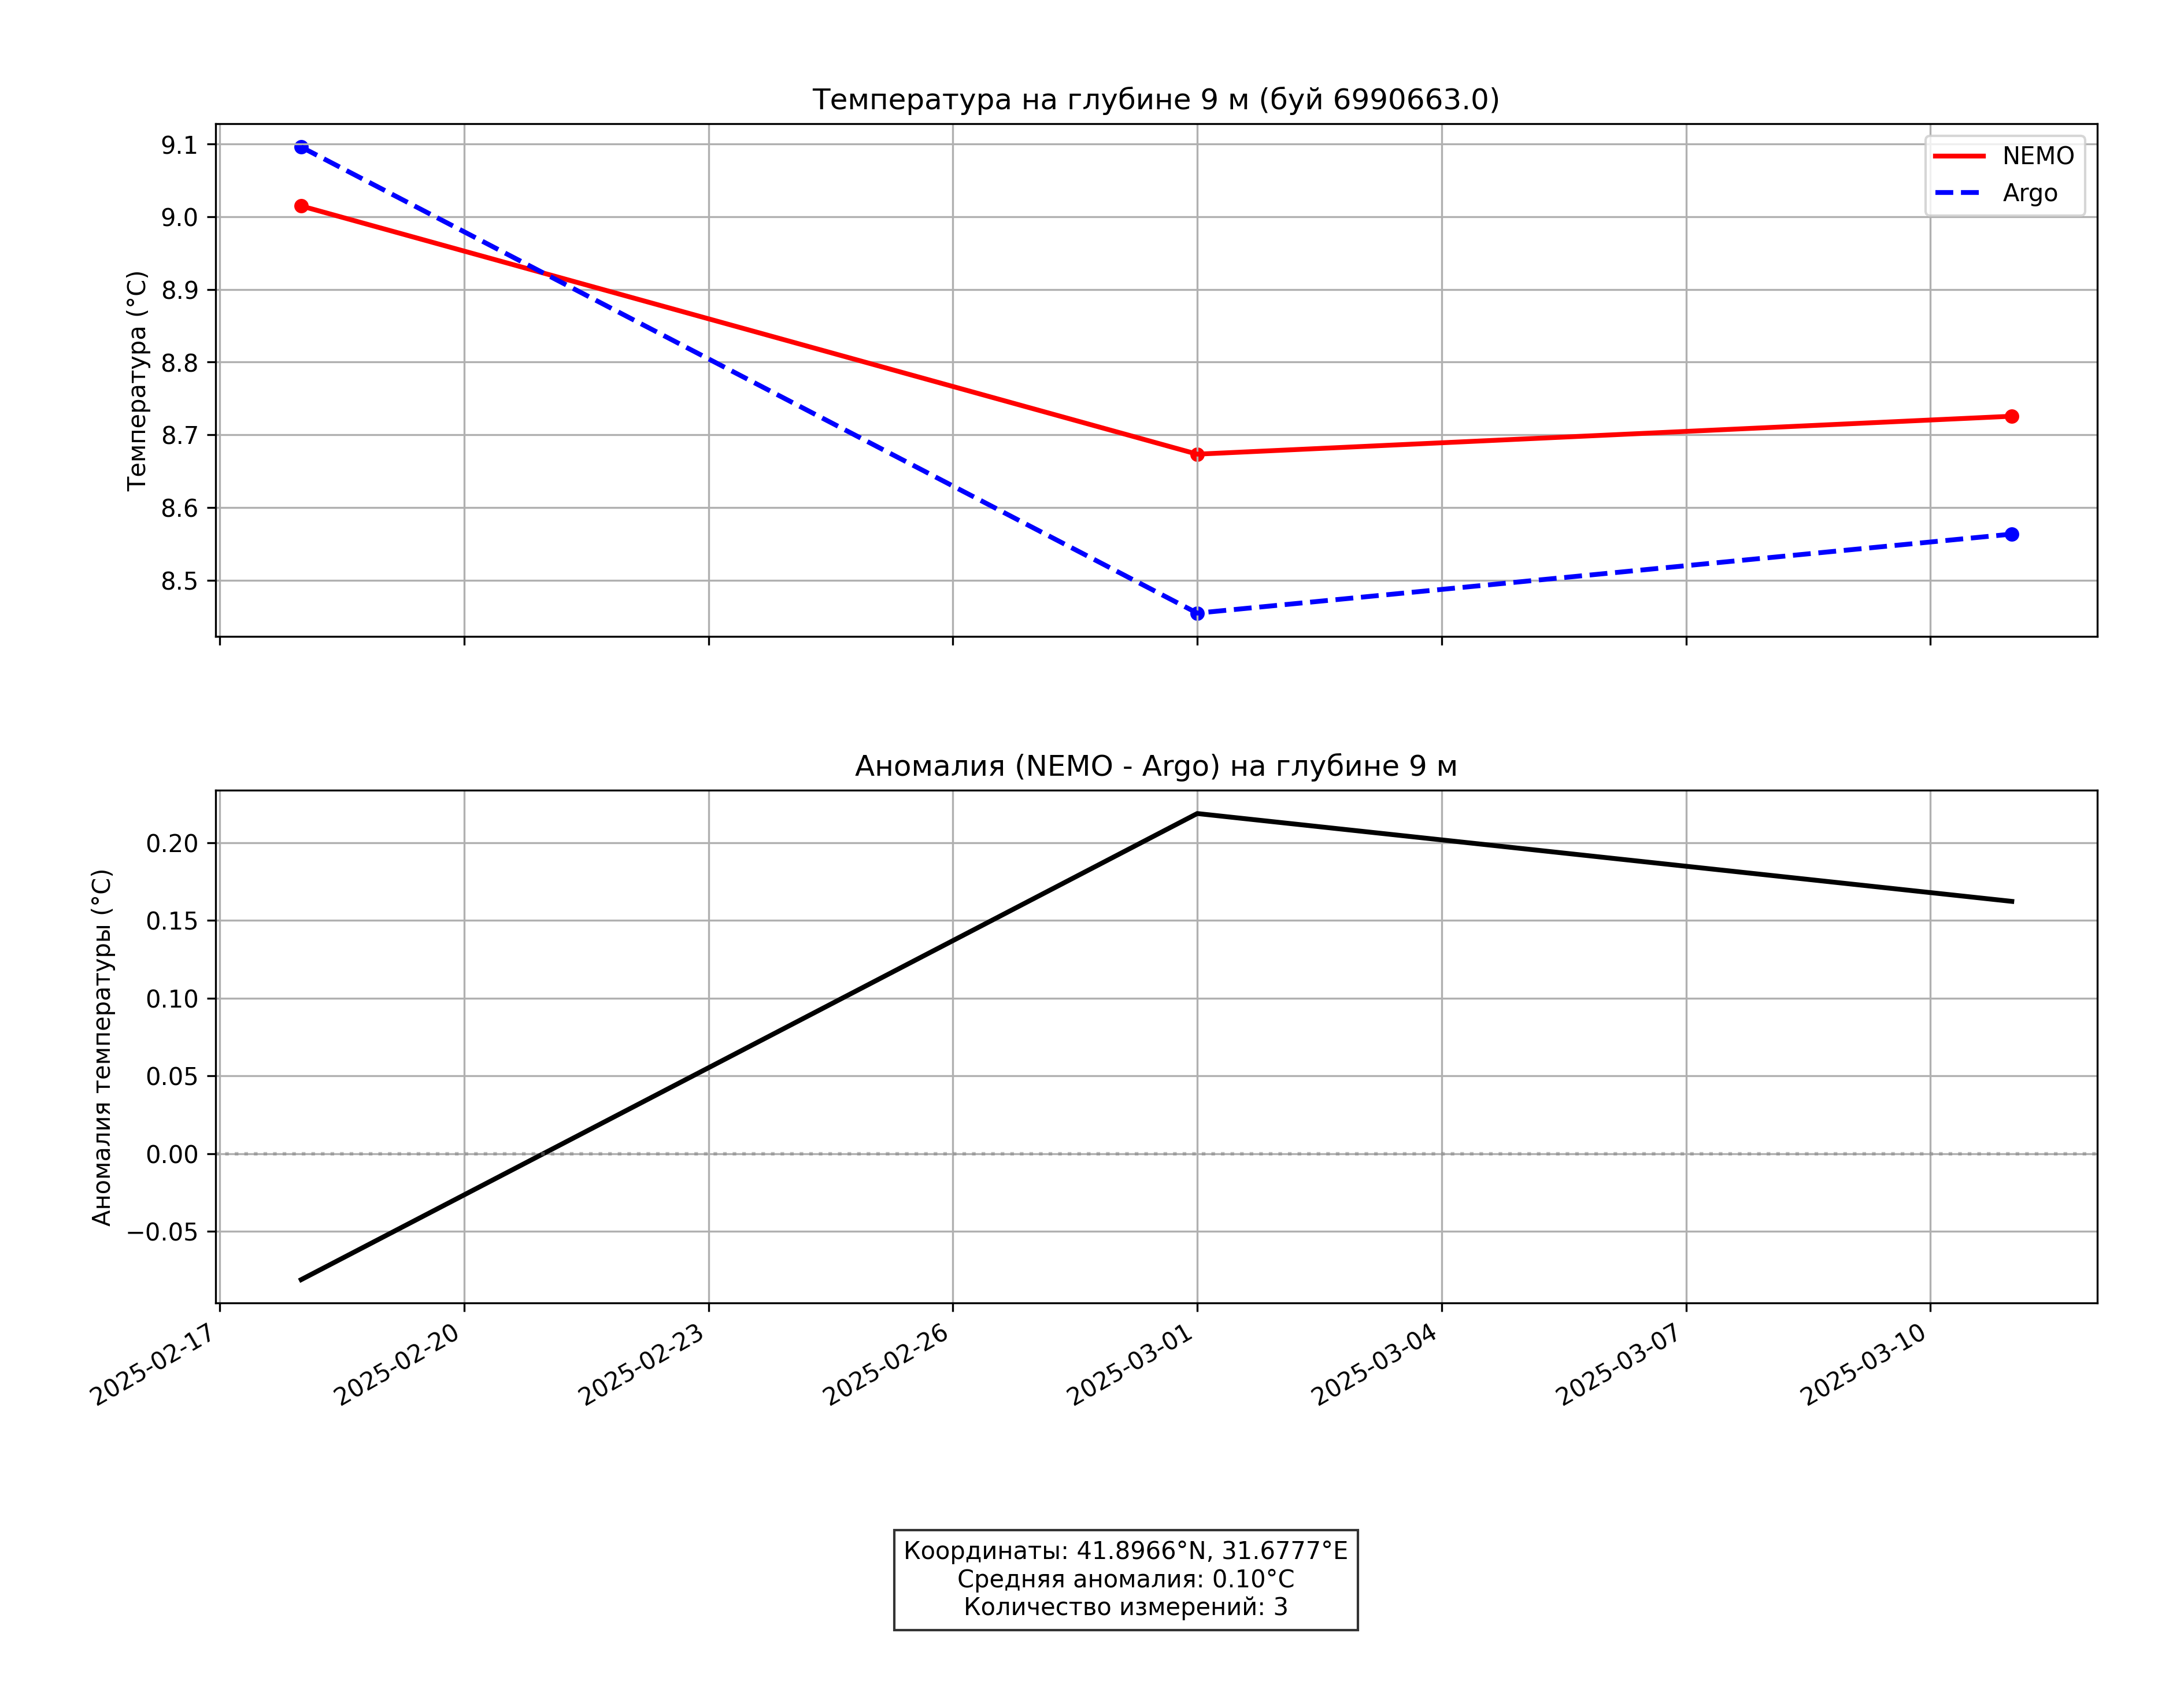 Температура на глубине 9 м (буй 6990663.0)
9.1
9.0
8.9
8.8
8.7
8.6
8.5
Температура (°C)
NEMO
Argo
Аномалия (NEMO - Argo) на глубине 9 м
0.20
0.15
0.10
0.05
0.00
−0.05
Аномалия температуры (°C)
2025-02-17
2025-02-20
2025-02-23
2025-02-26
2025-03-01
2025-03-04
2025-03-07
2025-03-10
Координаты: 41.8966°N, 31.6777°E
Средняя аномалия: 0.10°C
Количество измерений: 3